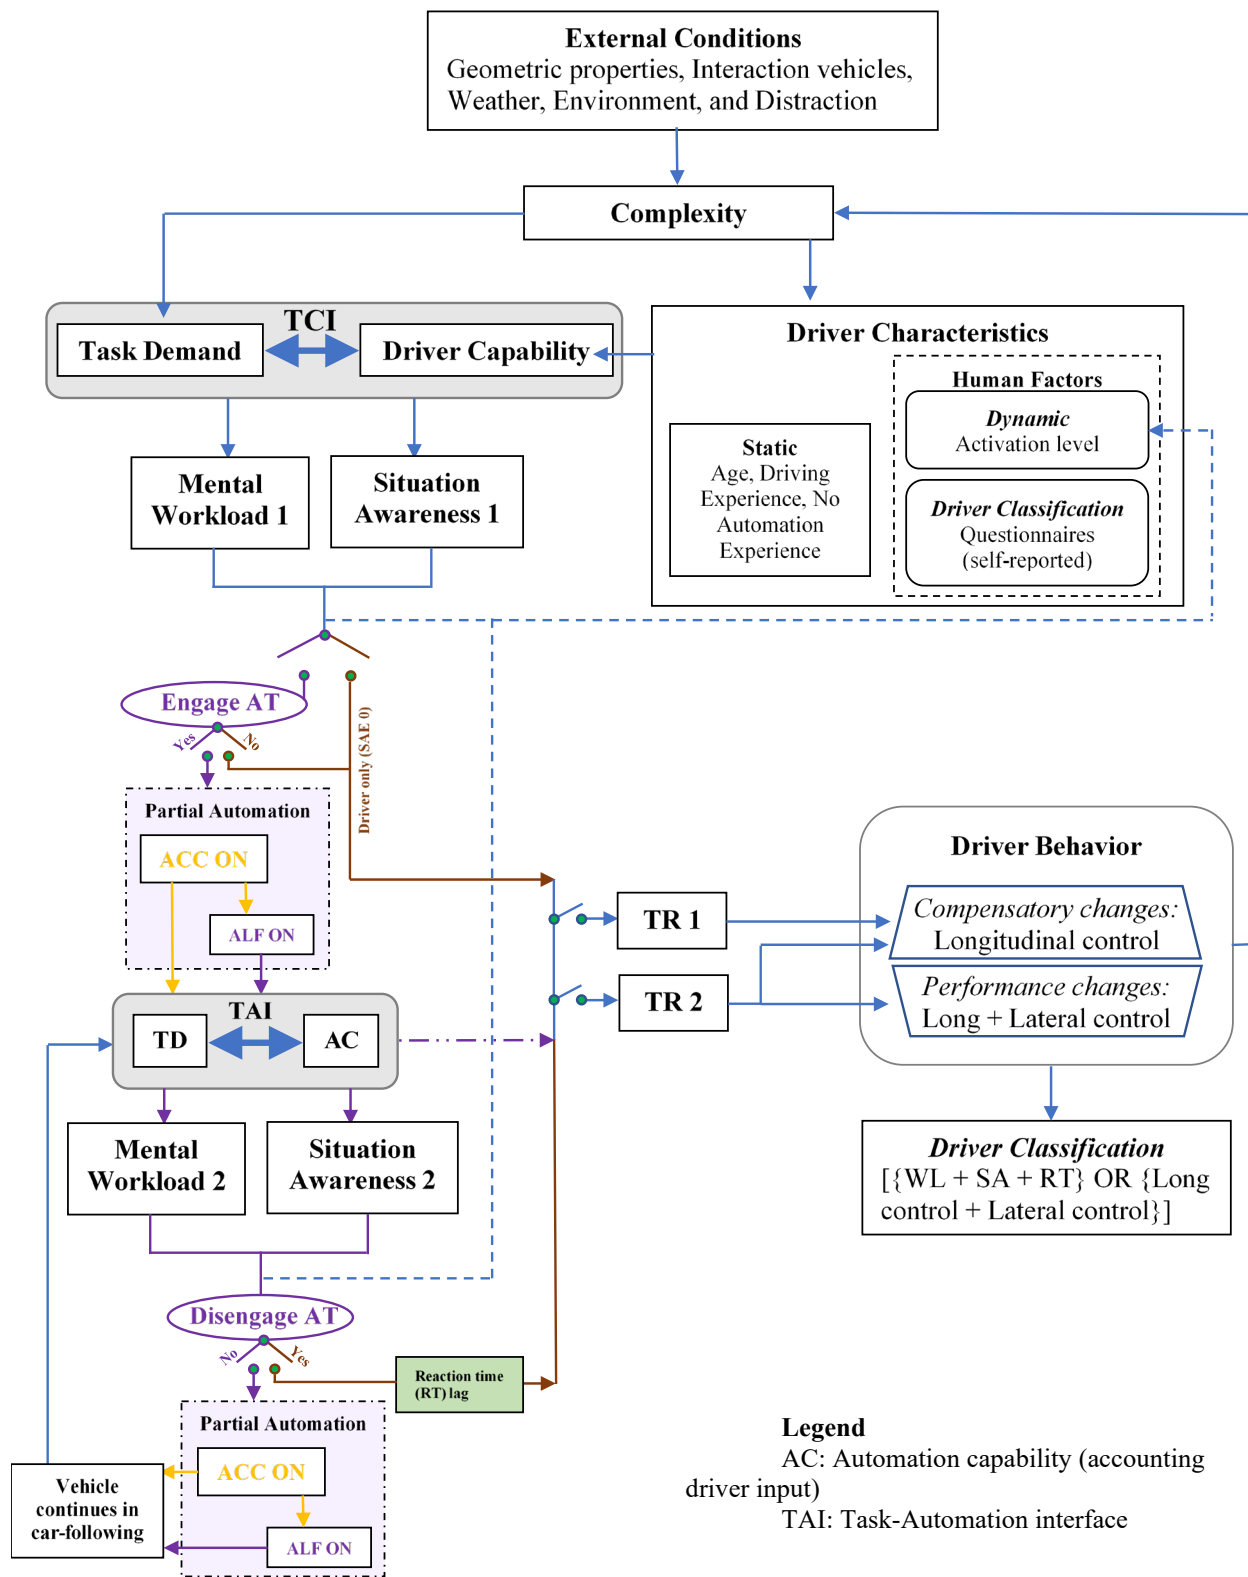 External Conditions
Geometric properties, Interaction vehicles,
Weather, Environment, and Distraction
Complexity
TCI
Task Demand
Driver Capability
Driver Characteristics
Human Factors
Dynamic
Activation level
Static
Age, Driving
Experience, No
Automation
Experience
Driver Classification
Questionnaires
(self-reported)
Mental
Workload 1
Situation
Awareness 1
Engage AT
Yes
No
Driver only (SAE 0)
Partial Automation
ACC ON
ALF ON
TAI
TD
AC
TR 1
TR 2
Driver Behavior
Compensatory changes:
Longitudinal control
Performance changes:
Long + Lateral control
Mental
Workload 2
Situation
Awareness 2
Driver Classification
[{WL + SA + RT} OR {Long
control + Lateral control}]
Disengage AT
No
Yes
Reaction time
(RT) lag
Partial Automation
ACC ON
ALF ON
Vehicle
continues in
car-following
Legend
AC: Automation capability (accounting
driver input)
TAI: Task-Automation interface